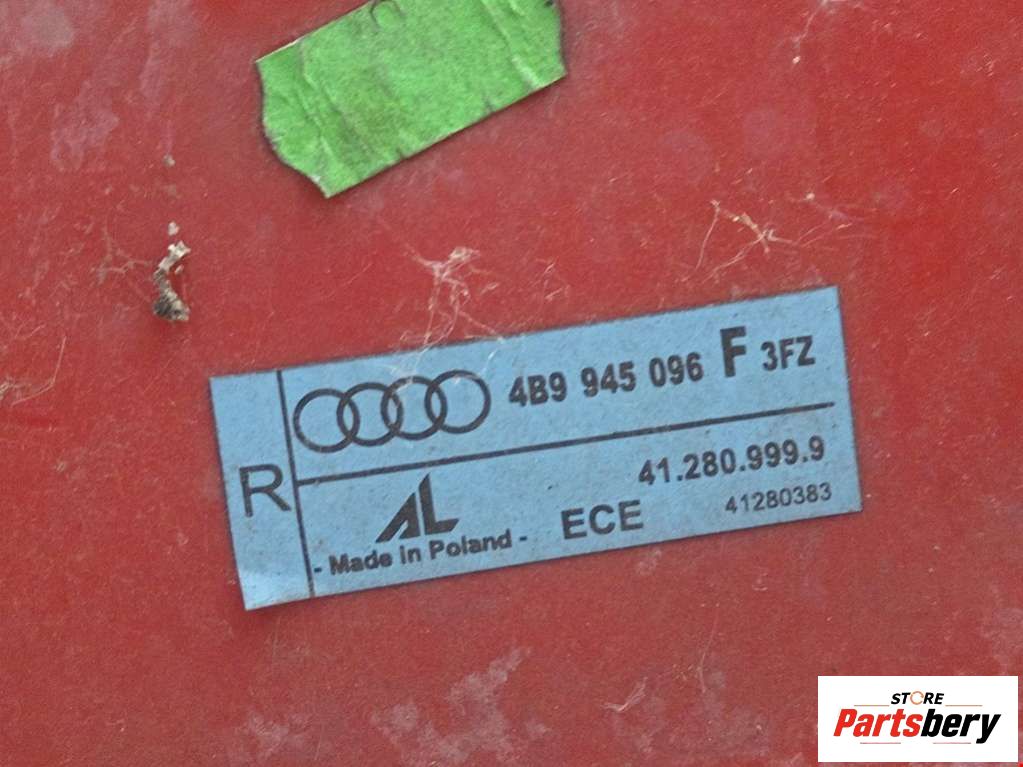 R
4B9 945 096 F 3FZ
41.280.999.9
AL
ECE
41280383
- Made in Poland -
STORE
Partsbery